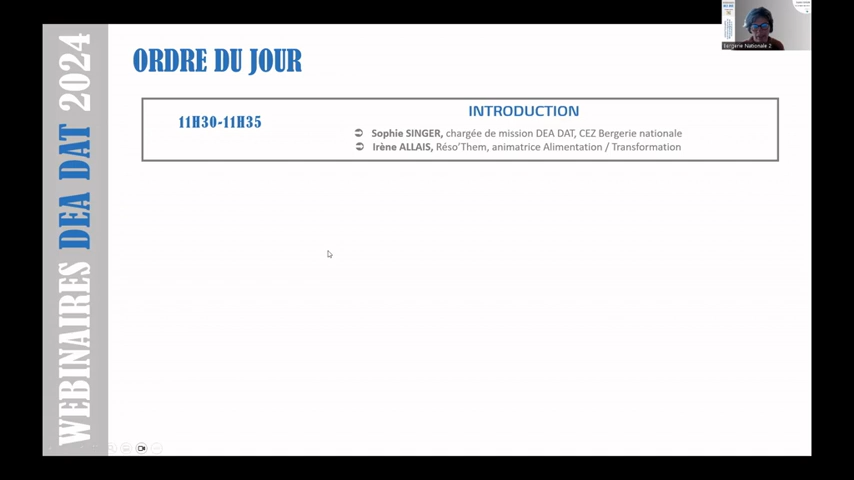 WEBINAIRES DEA DAT 2024
ORDRE DU JOUR
11H30-11H35
INTRODUCTION
➲ Sophie SINGER, chargée de mission DEA DAT, CEZ Bergerie nationale
➲ Irène ALLAIS, Réso'Them, animatrice Alimentation / Transformation
Bergerie Nationale 2